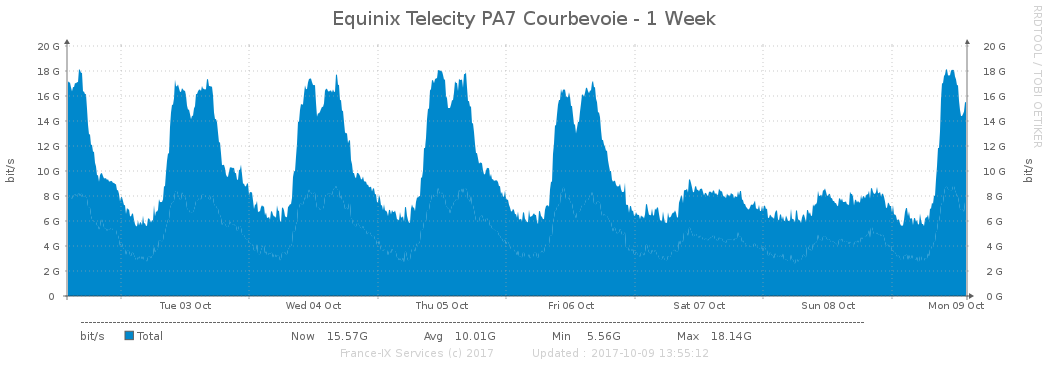 Equinix Telecity PA7 Courbevoie - 1 Week
RRDTOOL / TOBI OETIKER
bit/s
20 G
18 G
16 G
14 G
12 G
10 G
8 G
6 G
4 G
2 G
0
20 G
18 G
16 G
14 G
12 G
10 G
8 G
6 G
4 G
2 G
0 G
bit/s
Tue 03 Oct Wed 04 Oct Thu 05 Oct Fri 06 Oct Sat 07 Oct Sun 08 Oct Mon 09 Oct
bit/s Total Now 15.57G Avg 10.01G Min 5.56G Max 18.14G
France-IX Services (c) 2017 Updated : 2017-10-09 13:55:12